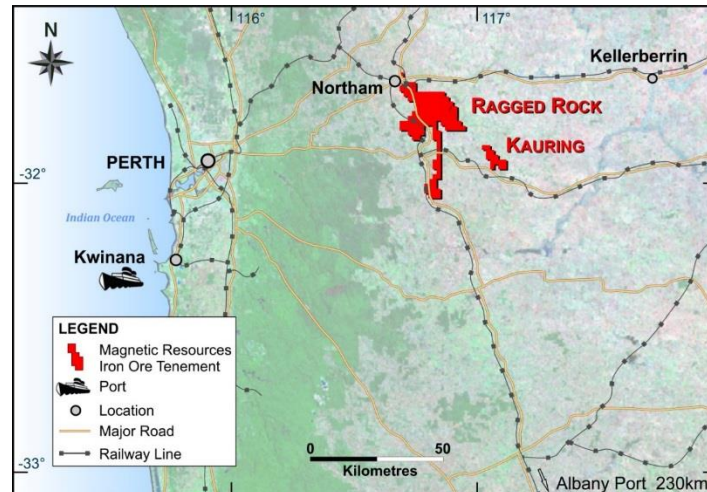 116°
117°
N
Kellerberrin
Northam
RAGGED ROCK
KAURING
PERTH
-32°
Indian Ocean
Kwinana
LEGEND
Magnetic Resources
Iron Ore Tenement
Port
Location
Major Road
Railway Line
0 50
Kilometres
-33°
Albany Port 230km